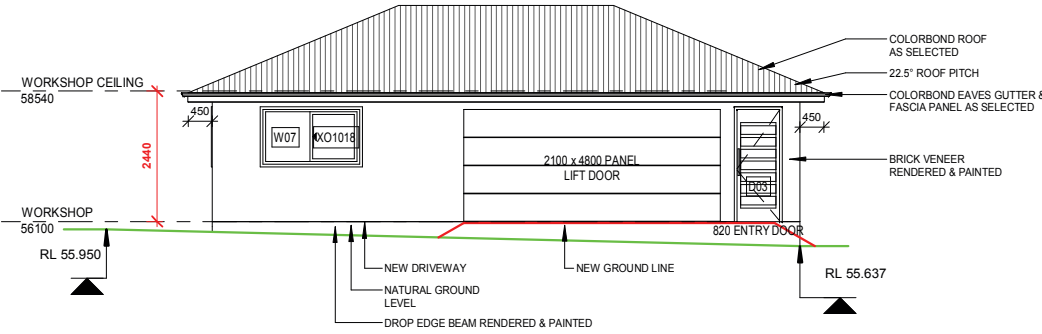 COLORBOND ROOF
AS SELECTED
22.5° ROOF PITCH
WORKSHOP CEILING
58540
COLORBOND EAVES GUTTER &
FASCIA PANEL AS SELECTED
450
450
W07
XO1018
2440
2100 x 4800 PANEL
LIFT DOOR
D03
BRICK VENEER
RENDERED & PAINTED
WORKSHOP
56100
820 ENTRY DOOR
RL 55.950
NEW DRIVEWAY
NEW GROUND LINE
RL 55.637
NATURAL GROUND
LEVEL
DROP EDGE BEAM RENDERED & PAINTED